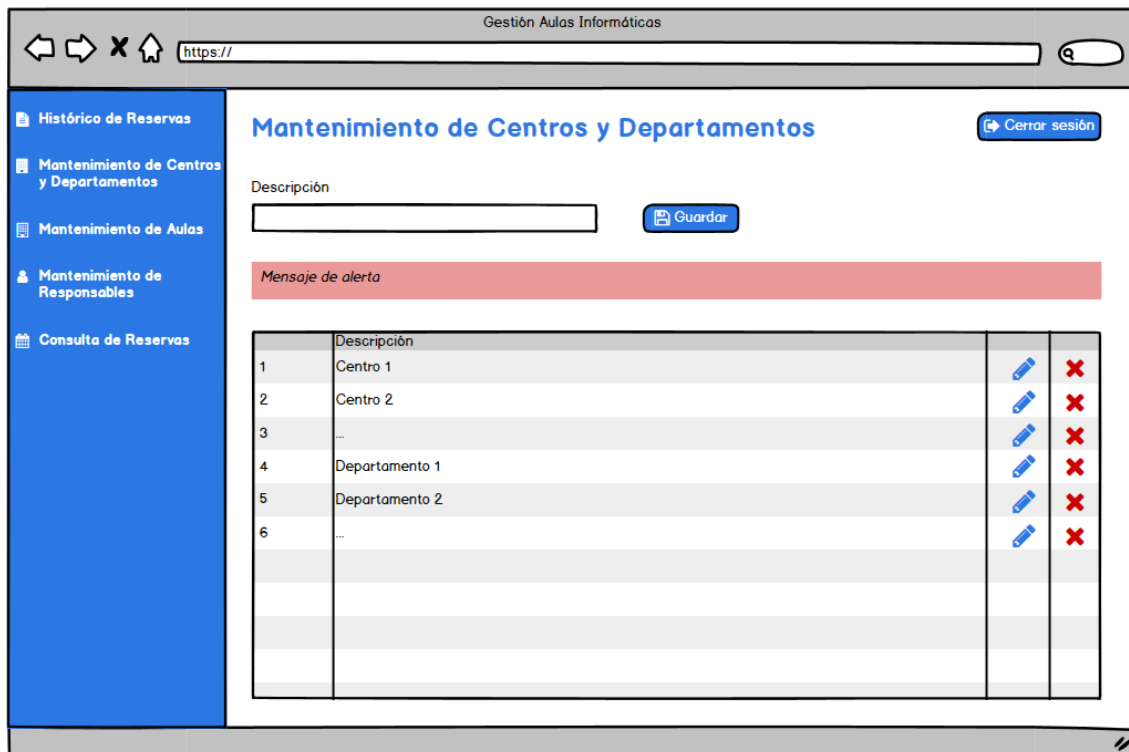 Gestión Aulas Informáticas
https://
Histórico de Reservas
Mantenimiento de Centros
y Departamentos
Mantenimiento de Aulas
Mantenimiento de
Responsables
Consulta de Reservas
Mantenimiento de Centros y Departamentos
Cerrar sesión
Descripción
Guardar
Mensaje de alerta
Descripción
1 Centro 1
2 Centro 2
3 ...
4 Departamento 1
5 Departamento 2
6 ...